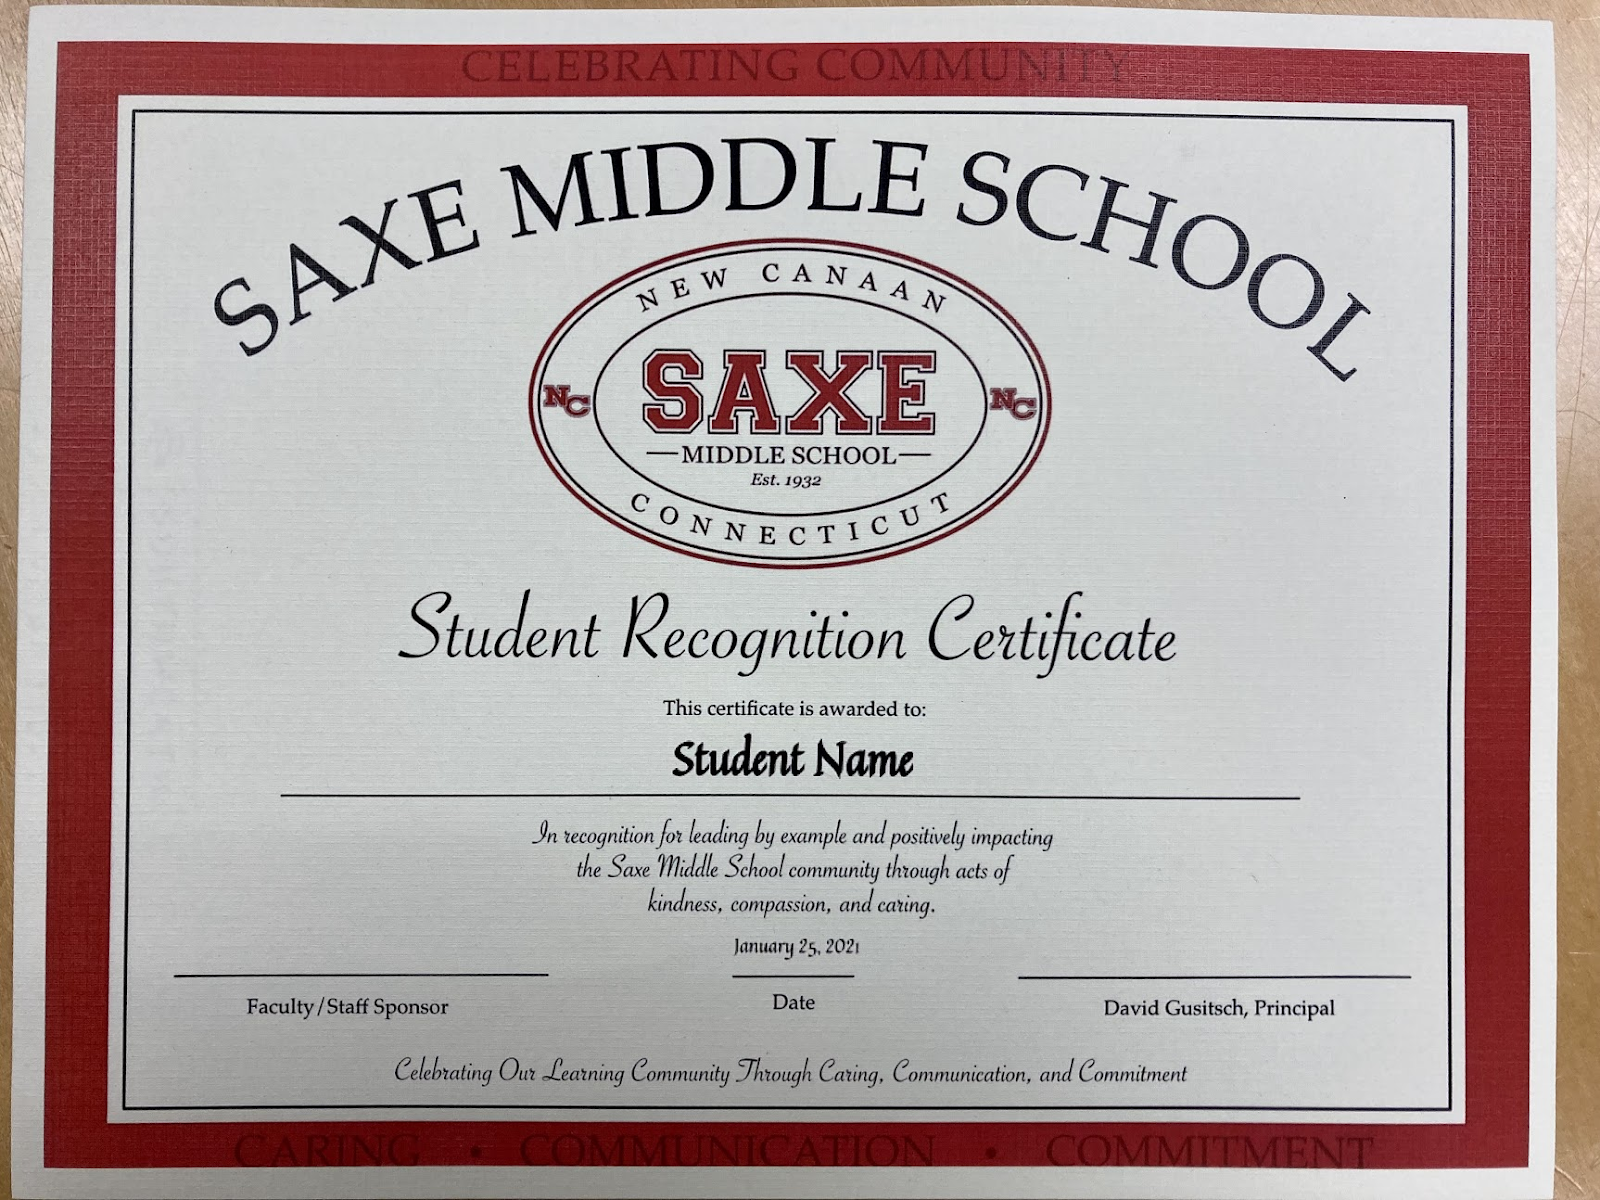 CELEBRATING COMMUNITY
SAXE MIDDLE SCHOOL
NEW CANAAN
NC
SAXE
NC
MIDDLE SCHOOL
Est. 1932
CONNECTICUT
Student Recognition Certificate
This certificate is awarded to:
Student Name
In recognition for leading by example and positively impacting
the Saxe Middle School community through acts of
kindness, compassion, and caring.
January 25, 2021
Faculty/Staff Sponsor
Date
David Gusitsch, Principal
Celebrating Our Learning Community Through Caring, Communication, and Commitment
CARING • COMMUNICATION • COMMITMENT